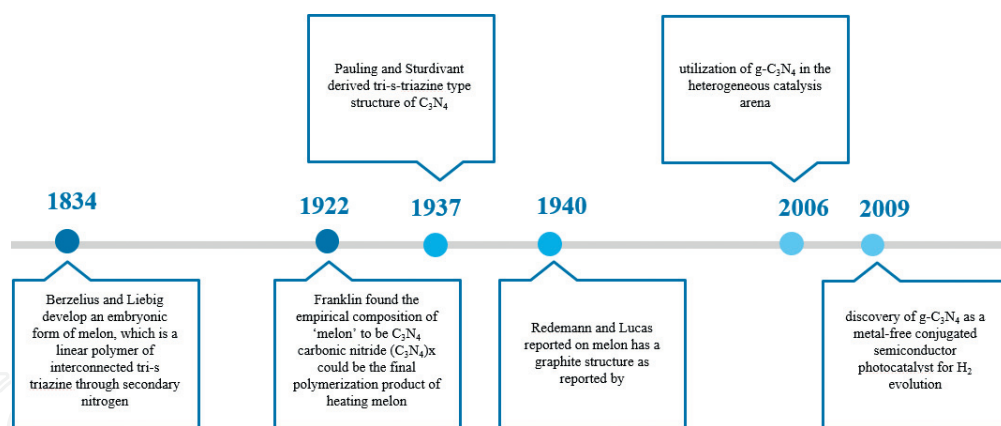 Pauling and Sturdivant
derived tri-s-triazine type
structure of C₃N₄
utilization of g-C₃N₄ in the
heterogeneous catalysis
arena
1834
1922
1937
1940
2006
2009
Berzelius and Liebig
develop an embryonic
form of melon, which is a
linear polymer of
interconnected tri-s
triazine through secondary
nitrogen
Franklin found the
empirical composition of
‘melon’ to be C₃N₄
carbonic nitride (C₃N₄)x
could be the final
polymerization product of
heating melon
Redemann and Lucas
reported on melon has a
graphite structure as
reported by
discovery of g-C₃N₄ as a
metal-free conjugated
semiconductor
photocatalyst for H₂
evolution